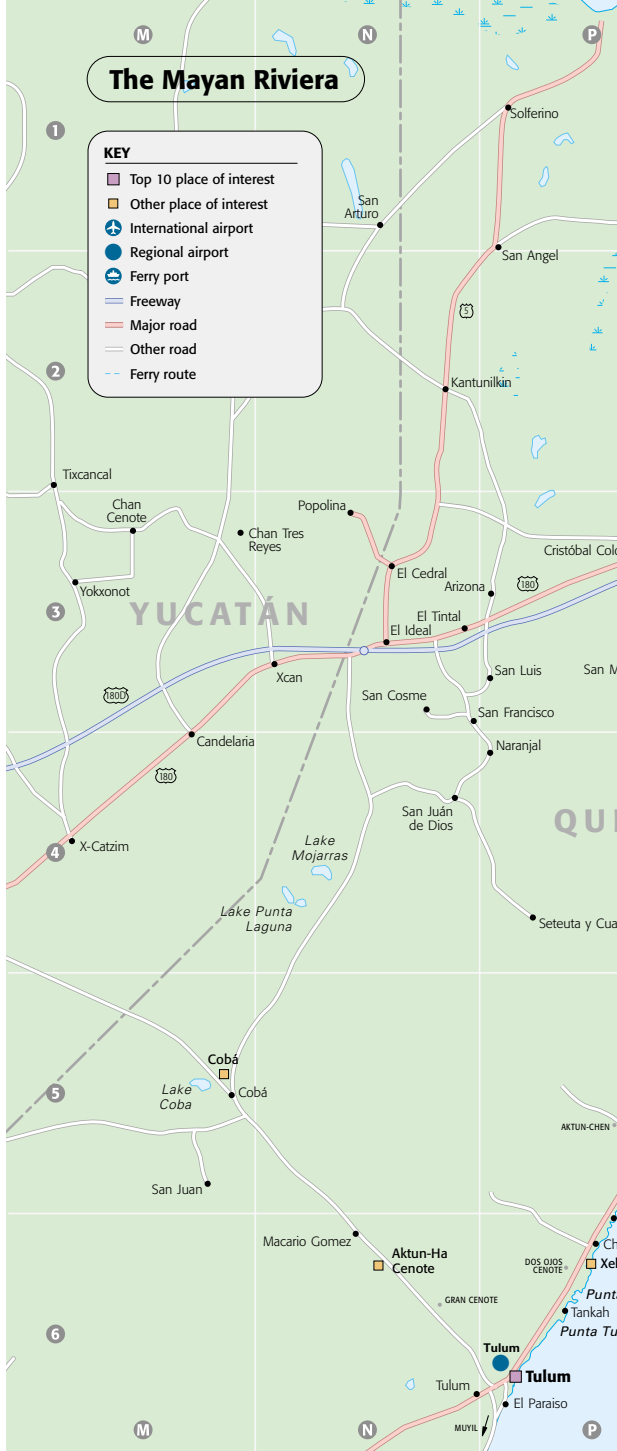 M
N
P
The Mayan Riviera
1
Solferino
KEY
Top 10 place of interest
Other place of interest
International airport
Regional airport
Ferry port
Freeway
Major road
Other road
Ferry route
San
Arturo
San Angel
5
2
Kantunilkin
Tixcancal
Chan
Cenote
Popolina
Chan Tres
Reyes
Cristóbal Colo
El Cedral
Arizona
180
Yokxonot
3
YUCATÁN
El Tintal
El Ideal
Xcan
San Luis
San M
180D
San Cosme
San Francisco
Candelaria
Naranjal
180
San Juán
de Dios
QUI
X-Catzim
4
Lake
Mojarras
Lake Punta
Laguna
Seteuta y Cua
Cobá
5
Lake
Coba
Cobá
AKTUN-CHEN
San Juan
Macario Gomez
Aktun-Ha
Cenote
Ch
DOS OJOS
CENOTE
Xel
Punta
GRAN CENOTE
Tankah
6
Punta Tu
Tulum
Tulum
Tulum
El Paraiso
MUYIL
M
N
P